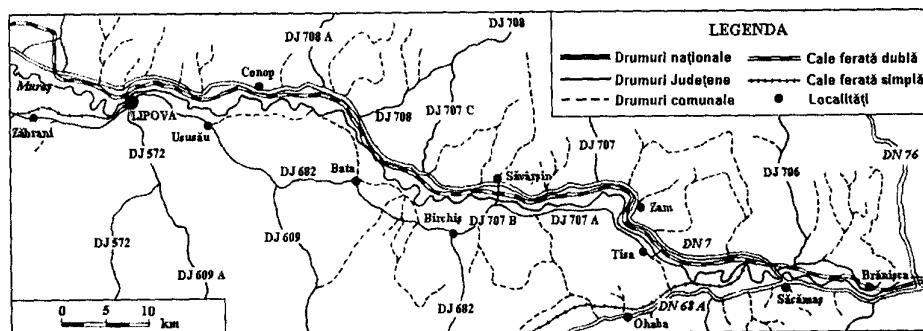 DJ 708 A
DJ 708
LEGENDA
Drumuri naționale
Cale ferată dublă
Drumuri Județene
Cale ferată simplă
Drumuri comunale
Localități
Mureș
Conop
DJ 707 C
DJ 708
LIPOVA
Zăbrani
Ususău
DJ 572
DJ 682
Bata
Săvârșin
DJ 707
DJ 706
DN 76
Birchiș
DJ 707 B
DJ 707 A
Zam
DJ 572
DJ 609 A
DJ 609
DJ 682
Tisa
DN 7
Brănișca
Săcămaș
DN 68 A
Ohaba
0 5 10
km